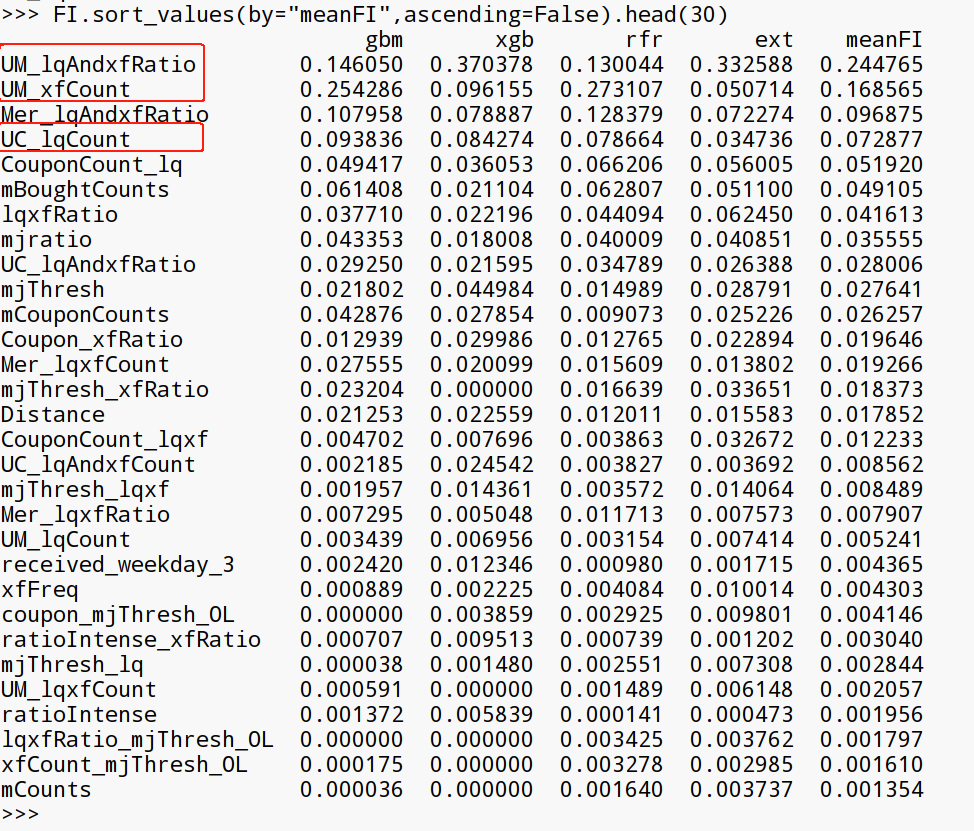 >>> FI.sort_values(by="meanFI",ascending=False).head(30)
gbm xgb rfr ext meanFI
UM_lqAndxfRatio 0.146050 0.370378 0.130044 0.332588 0.244765
UM_xfCount 0.254286 0.096155 0.273107 0.050714 0.168565
Mer_lqAndxfRatio 0.107958 0.078887 0.128379 0.072274 0.096875
UC_lqCount 0.093836 0.084274 0.078664 0.034736 0.072877
CouponCount_lq 0.049417 0.036053 0.066206 0.056005 0.051920
mBoughtCounts 0.061408 0.021104 0.062807 0.051100 0.049105
lqxfRatio 0.037710 0.022196 0.044094 0.062450 0.041613
mjratio 0.043353 0.018008 0.040009 0.040851 0.035555
UC_lqAndxfRatio 0.029250 0.021595 0.034789 0.026388 0.028006
mjThresh 0.021802 0.044984 0.014989 0.028791 0.027641
mCouponCounts 0.042876 0.027854 0.009073 0.025226 0.026257
Coupon_xfRatio 0.012939 0.029986 0.012765 0.022894 0.019646
Mer_lqxfCount 0.027555 0.020099 0.015609 0.013802 0.019266
mjThresh_xfRatio 0.023204 0.000000 0.016639 0.033651 0.018373
Distance 0.021253 0.022559 0.012011 0.015583 0.017852
CouponCount_lqxf 0.004702 0.007696 0.003863 0.032672 0.012233
UC_lqAndxfCount 0.002185 0.024542 0.003827 0.003692 0.008562
mjThresh_lqxf 0.001957 0.014361 0.003572 0.014064 0.008489
Mer_lqxfRatio 0.007295 0.005048 0.011713 0.007573 0.007907
UM_lqCount 0.003439 0.006956 0.003154 0.007414 0.005241
received_weekday_3 0.002420 0.012346 0.000980 0.001715 0.004365
xfFreq 0.000889 0.002225 0.004084 0.010014 0.004303
coupon_mjThresh_OL 0.000000 0.003859 0.002925 0.009801 0.004146
ratioIntense_xfRatio 0.000707 0.009513 0.000739 0.001202 0.003040
mjThresh_lq 0.000038 0.001480 0.002551 0.007308 0.002844
UM_lqxfCount 0.000591 0.000000 0.001489 0.006148 0.002057
ratioIntense 0.001372 0.005839 0.000141 0.000473 0.001956
lqxfRatio_mjThresh_OL 0.000000 0.000000 0.003425 0.003762 0.001797
xfCount_mjThresh_OL 0.000175 0.000000 0.003278 0.002985 0.001610
mCounts 0.000036 0.000000 0.001640 0.003737 0.001354
>>>